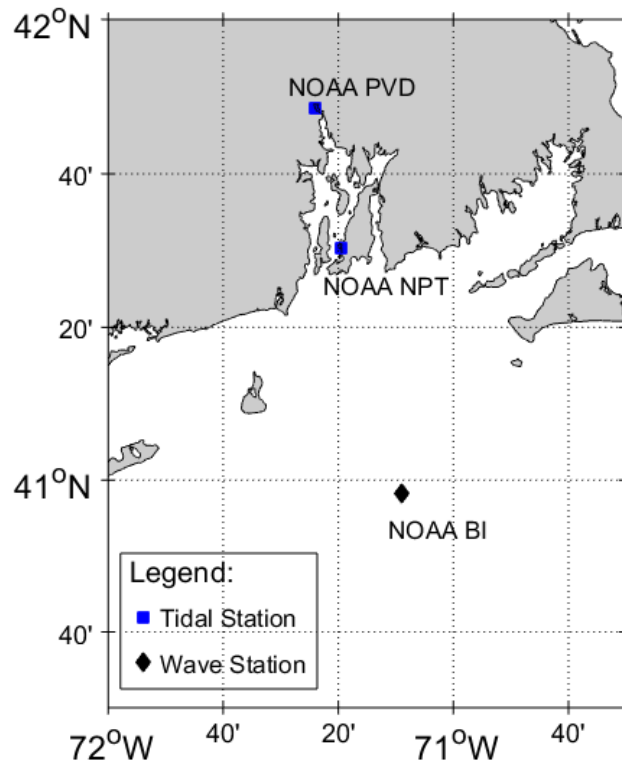 42°N
NOAA PVD
40'
NOAA NPT
20'
41°N
NOAA BI
Legend:
Tidal Station
40'
Wave Station
40'
20'
40'
72°W
71°W